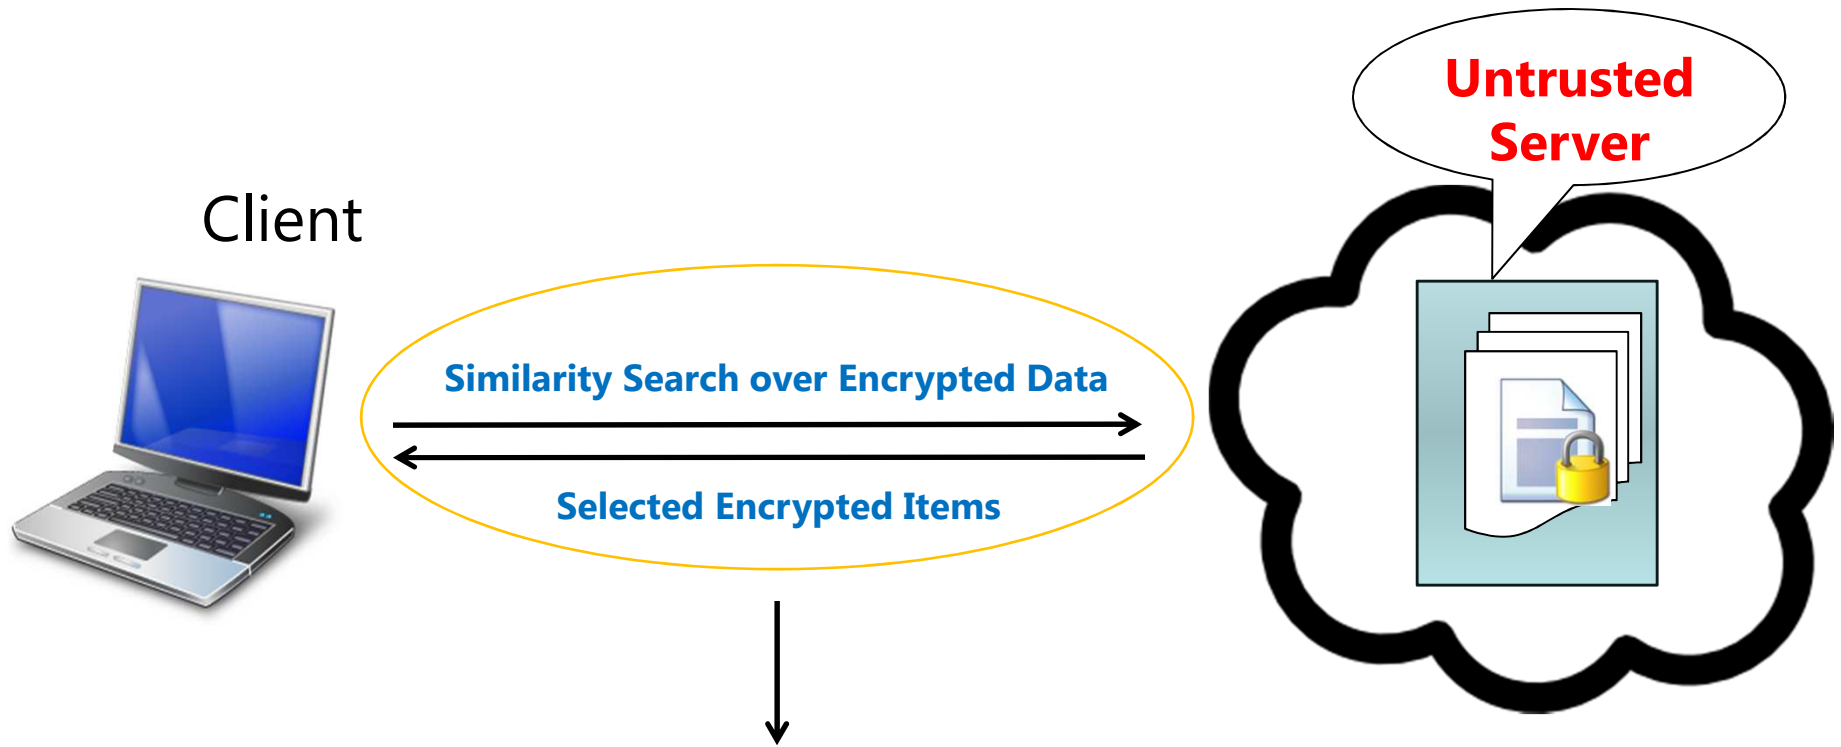 Untrusted
Server
Client
Similarity Search over Encrypted Data
Selected Encrypted Items